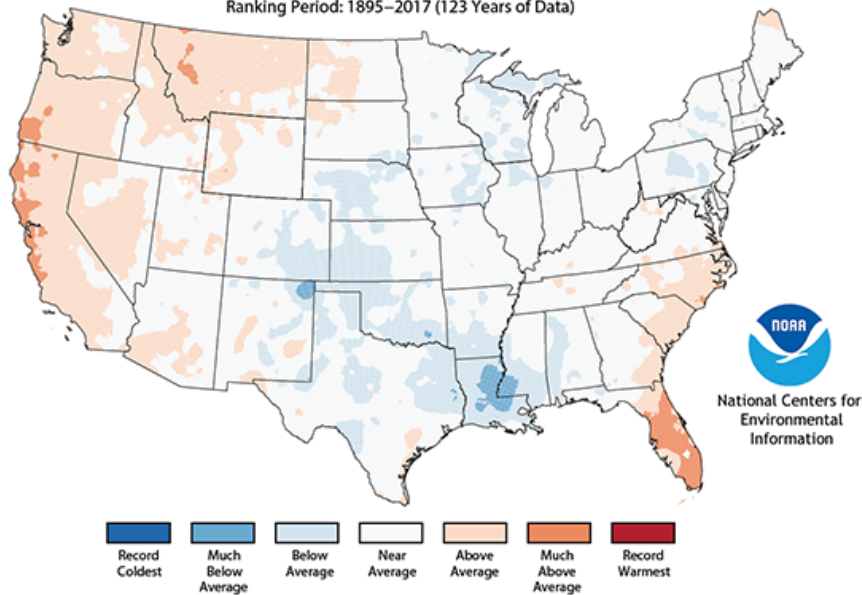 Ranking Period: 1895–2017 (123 Years of Data)
NOAA
National Centers for
Environmental
Information
Record
Coldest
Much
Below
Average
Below
Average
Near
Average
Above
Average
Much
Above
Average
Record
Warmest